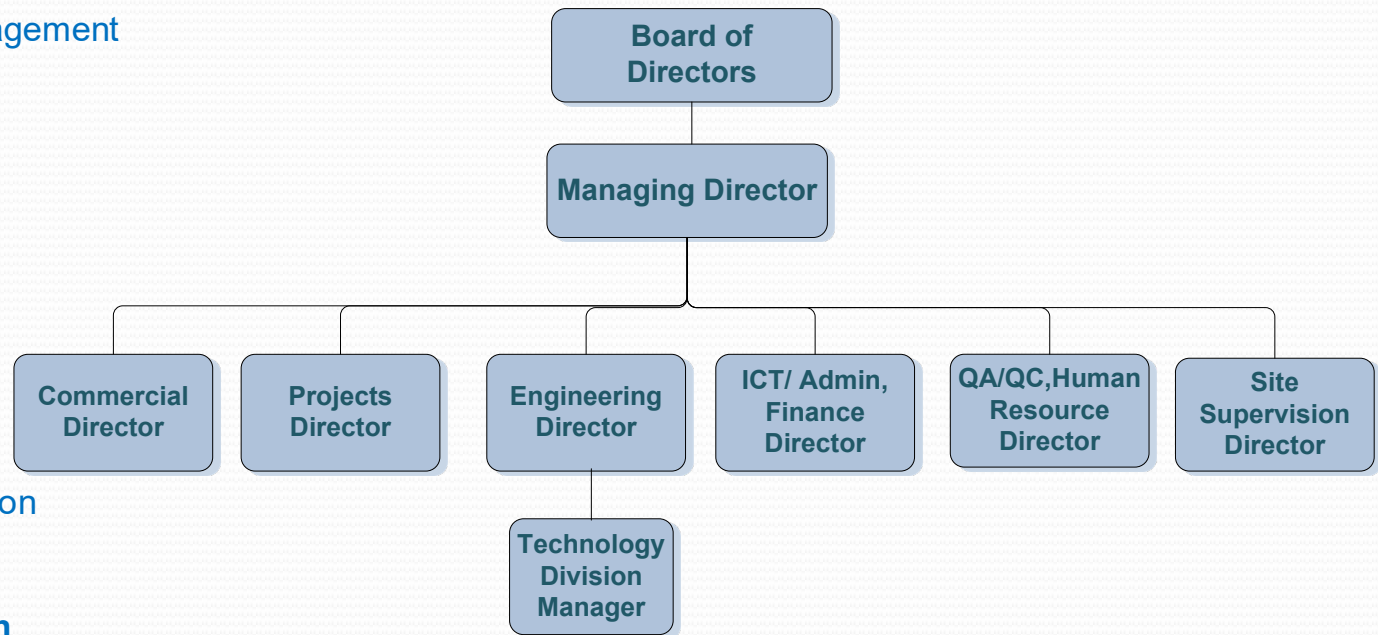 agement
Board of
Directors
Managing Director
Commercial
Director
Projects
Director
Engineering
Director
ICT/ Admin,
Finance
Director
QA/QC,Human
Resource
Director
Site
Supervision
Director
on
Technology
Division
Manager